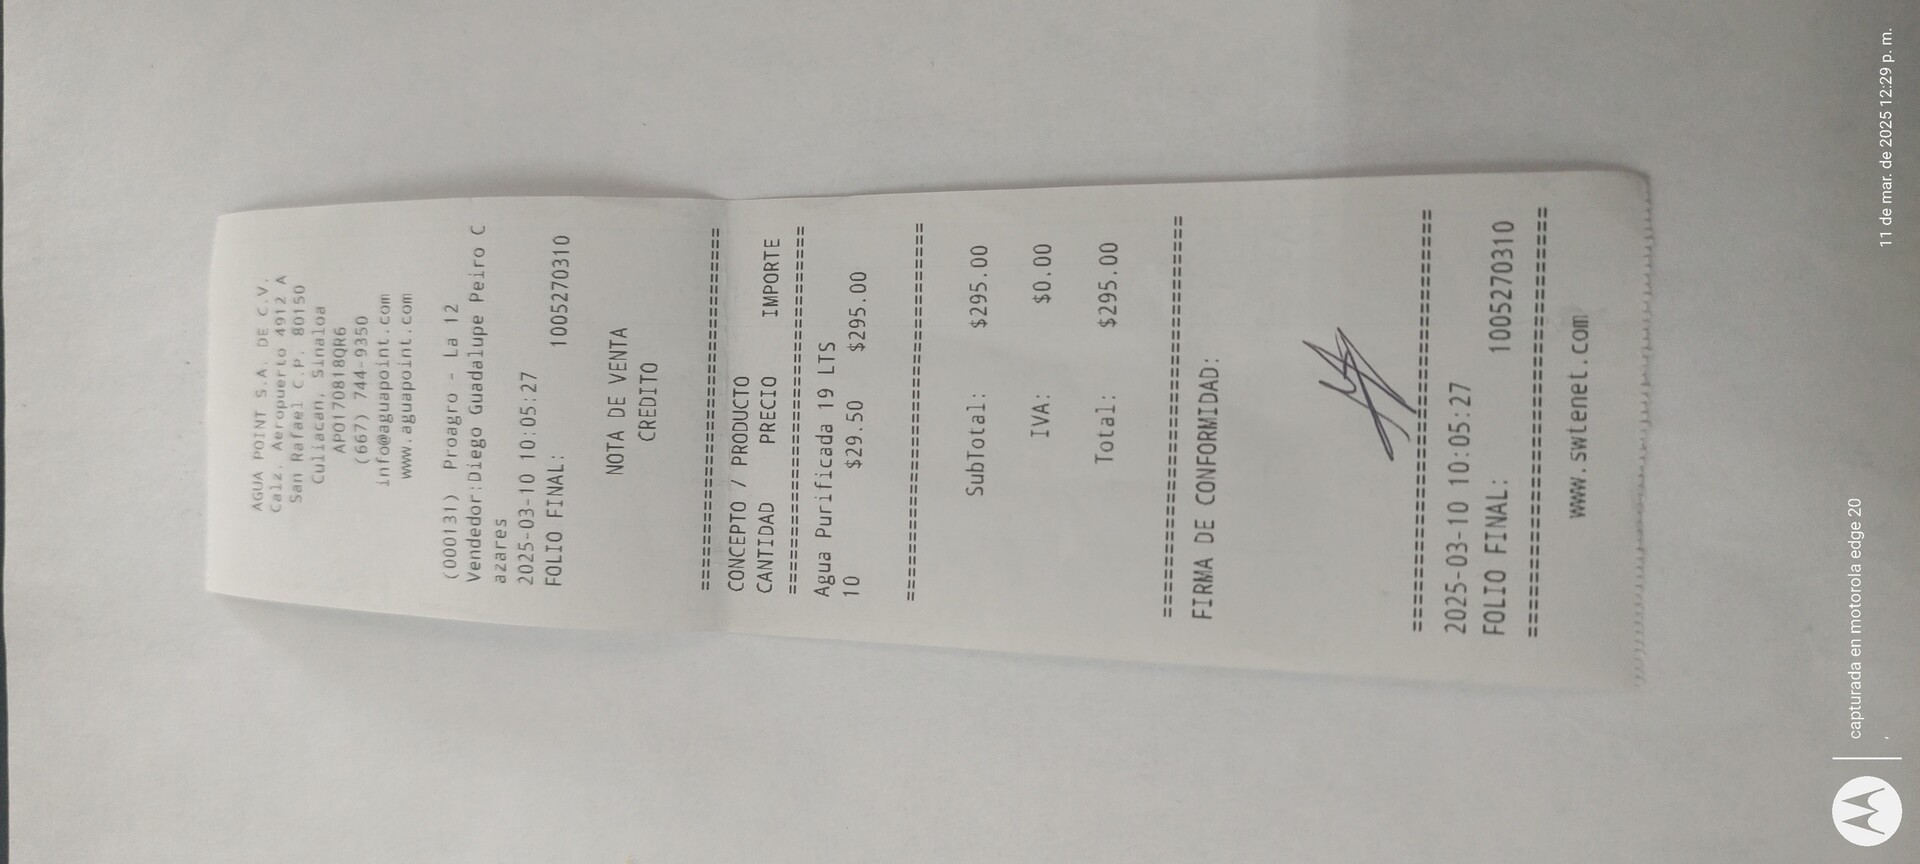 AGUA POINT S.A. DE C.V.
Calz. Aeropuerto 4912 A
San Rafael C.P. 80150
Culiacan, Sinaloa
APO170818QR6
(667) 744-9350
info@aguapoint.com
www.aguapoint.com
(000131) Proagro - La 12
Vendedor:Diego Guadalupe Peiro C
azares
2025-03-10 10:05:27
FOLIO FINAL: 1005270310
NOTA DE VENTA
CREDITO
================================
CONCEPTO / PRODUCTO
CANTIDAD PRECIO IMPORTE
================================
Agua Purificada 19 LTS
10 $29.50 $295.00
================================
SubTotal: $295.00
IVA: $0.00
Total: $295.00
================================
FIRMA DE CONFORMIDAD:
================================
2025-03-10 10:05:27
FOLIO FINAL: 1005270310
================================
www.swtenet.com
capturada en motorola edge 20
11 de mar. de 2025 12:29 p. m.